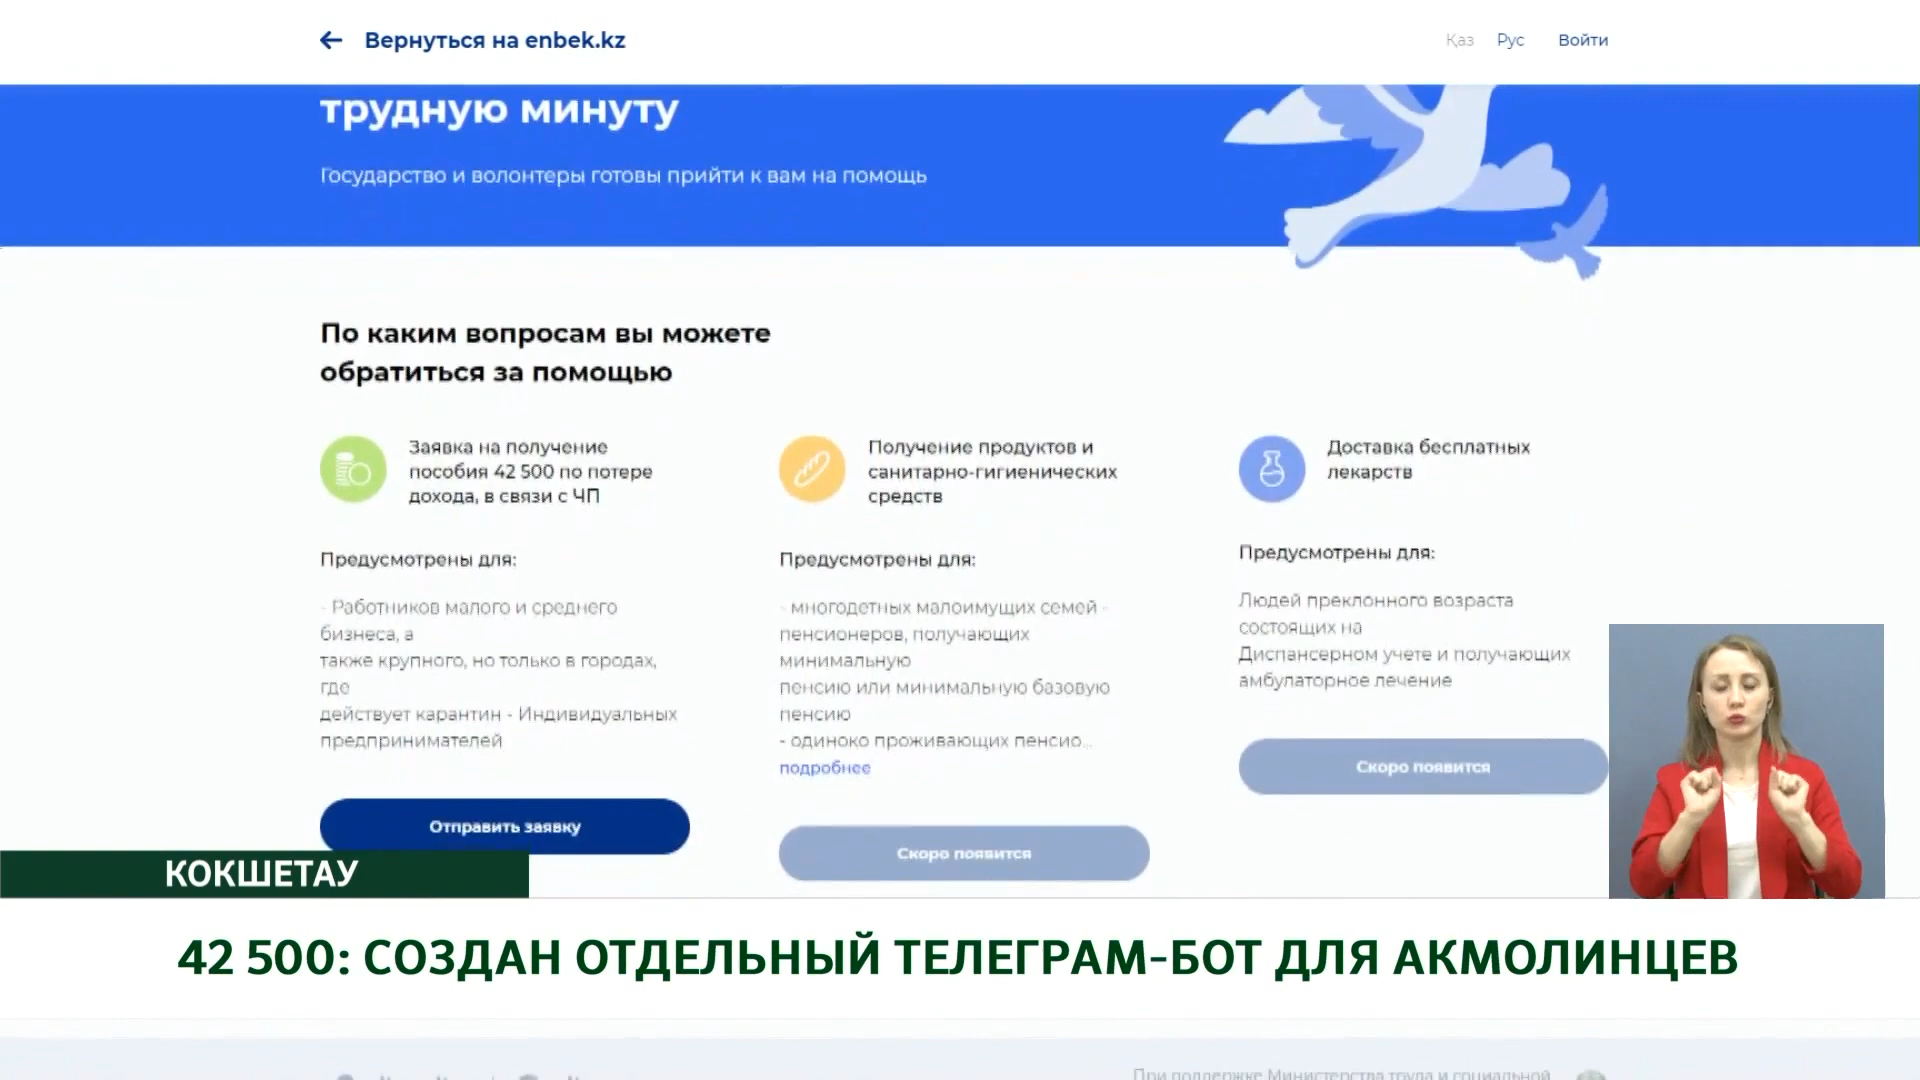 Вернуться на enbek.kz
Қаз Рус Войти
трудную минуту
Государство и волонтеры готовы прийти к вам на помощь
По каким вопросам вы можете
обратиться за помощью
Заявка на получение
пособия 42 500 по потере
дохода, в связи с ЧП
Предусмотрены для:
- Работников малого и среднего
бизнеса, а
также крупного, но только в городах,
где
действует карантин - Индивидуальных
предпринимателей
Отправить заявку
Получение продуктов и
санитарно-гигиенических
средств
Предусмотрены для:
- многодетных малоимущих семей -
пенсионеров, получающих
минимальную
пенсию или минимальную базовую
пенсию
- одиноко проживающих пенсио...
подробнее
Скоро появится
Доставка бесплатных
лекарств
Предусмотрены для:
Людей преклонного возраста
состоящих на
Диспансерном учете и получающих
амбулаторное лечение
Скоро появится
КОКШЕТАУ
42 500: СОЗДАН ОТДЕЛЬНЫЙ ТЕЛЕГРАМ-БОТ ДЛЯ АКМОЛИНЦЕВ
При поддержке Министерства труда и социальной